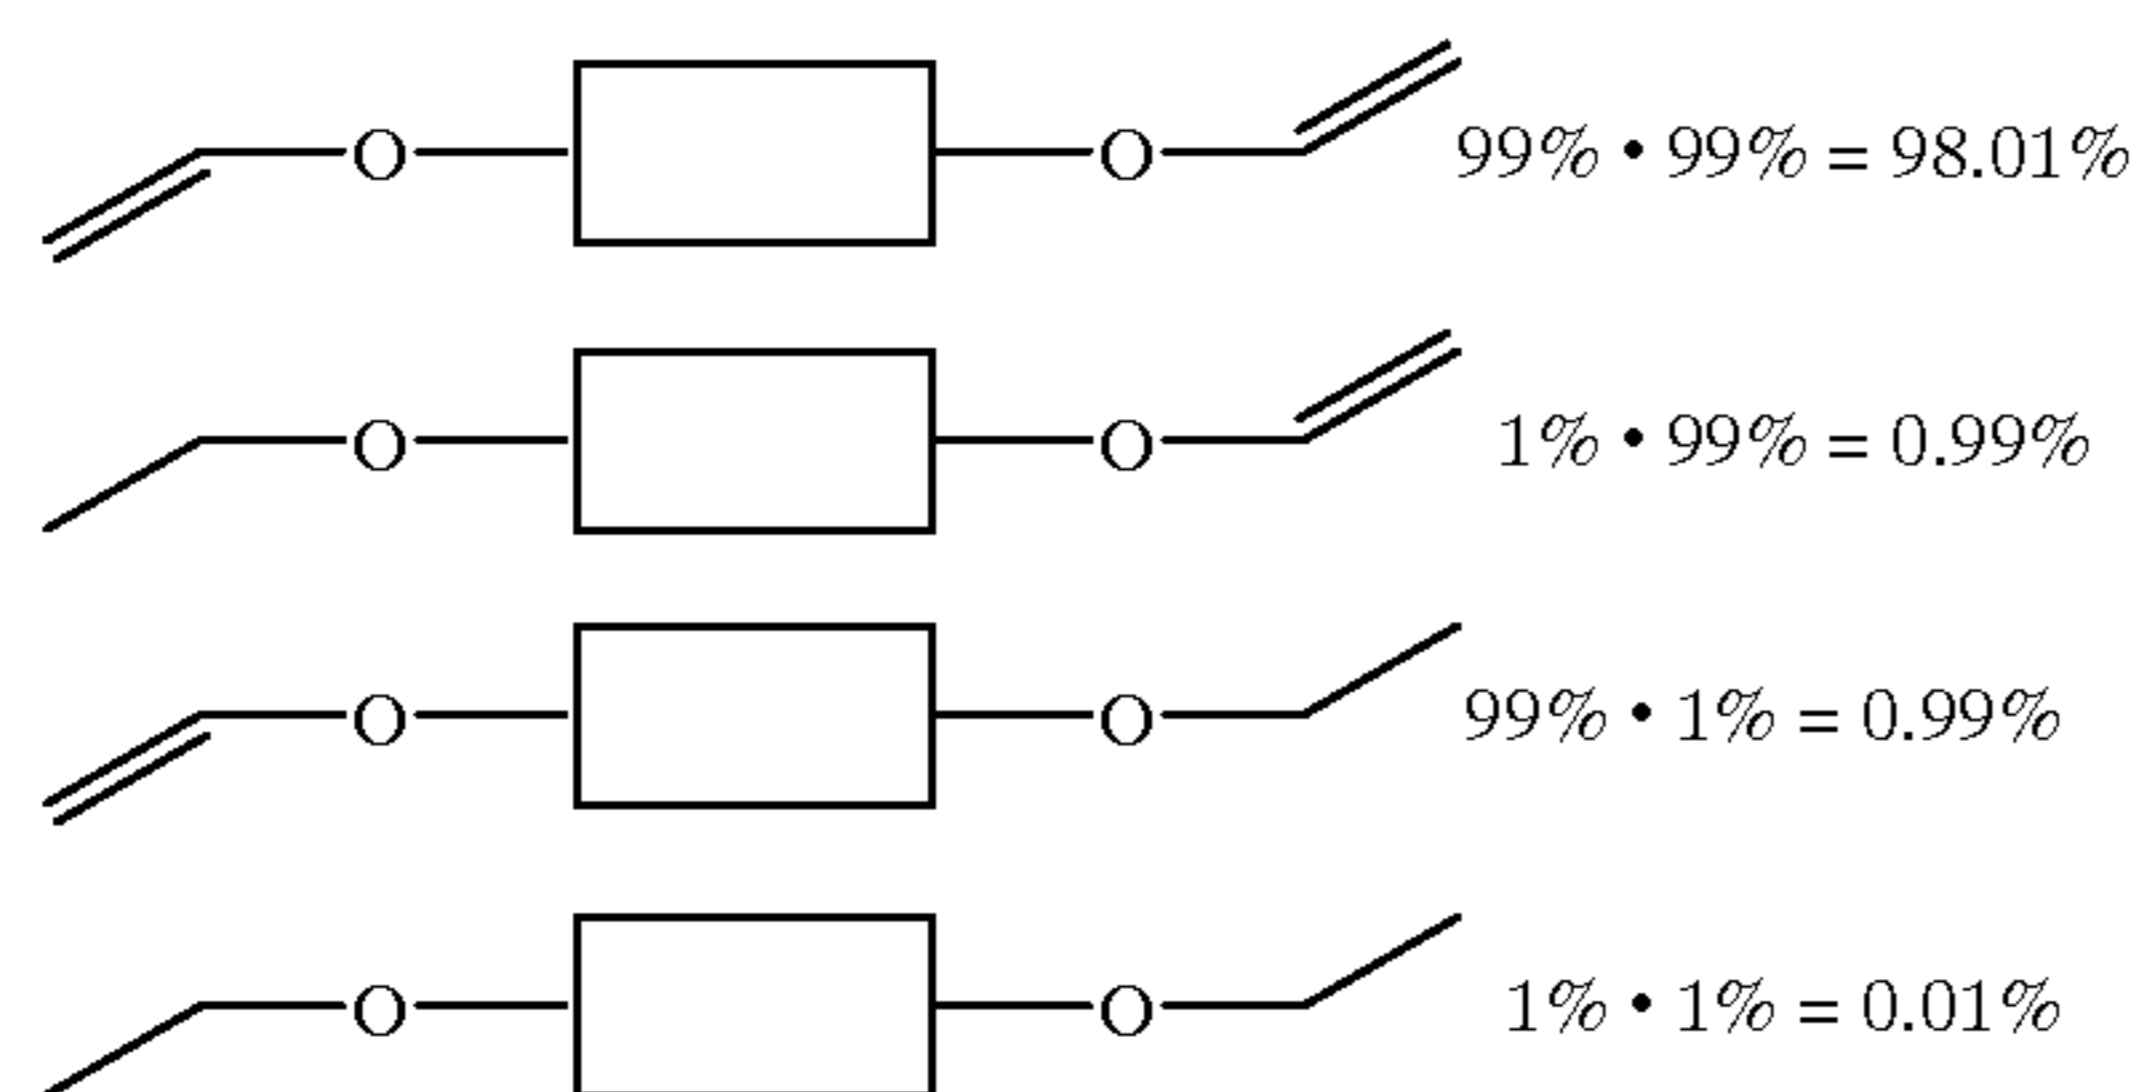 O O 99% • 99% = 98.01%
O O 1% • 99% = 0.99%
O O 99% • 1% = 0.99%
O O 1% • 1% = 0.01%